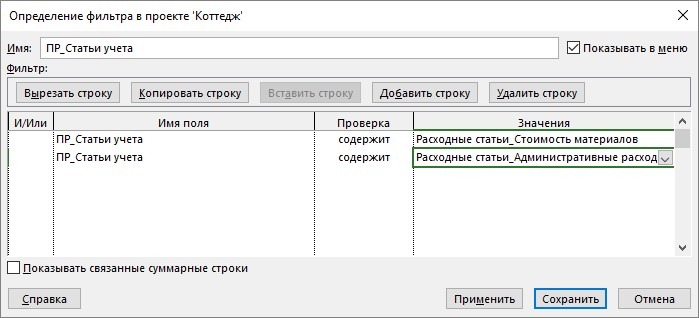 Определение фильтра в проекте 'Коттедж'
Имя: ПР_Статьи учета Показывать в меню
Фильтр:
Вырезать строку Копировать строку Вставить строку Добавить строку Удалить строку
И/Или Имя поля Проверка Значения
ПР_Статьи учета содержит Расходные статьи_Стоимость материалов
ПР_Статьи учета содержит Расходные статьи_Административные расход
Показывать связанные суммарные строки
Справка Применить Сохранить Отмена